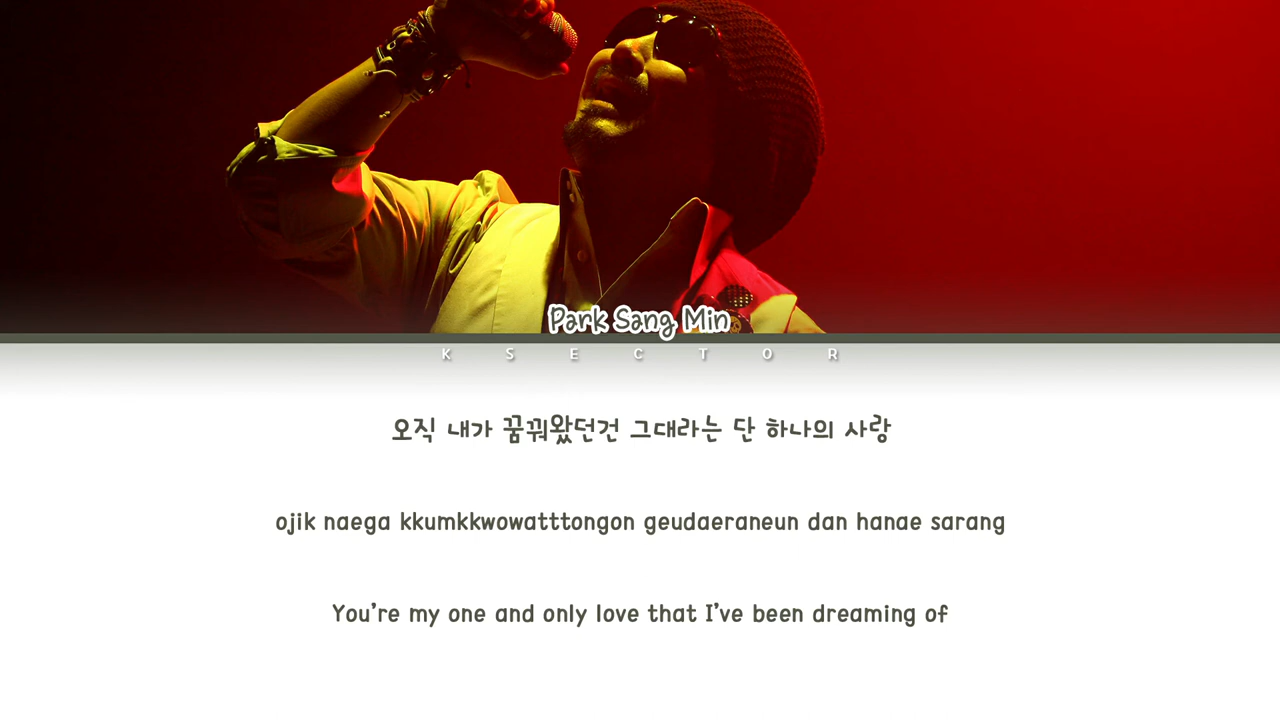 Park Sang Min
K S E C T O R
오직 내가 꿈꿔왔던건 그대라는 단 하나의 사랑
ojik naega kkumkkwowatttongon geudaeraneun dan hanae sarang
You're my one and only love that I've been dreaming of